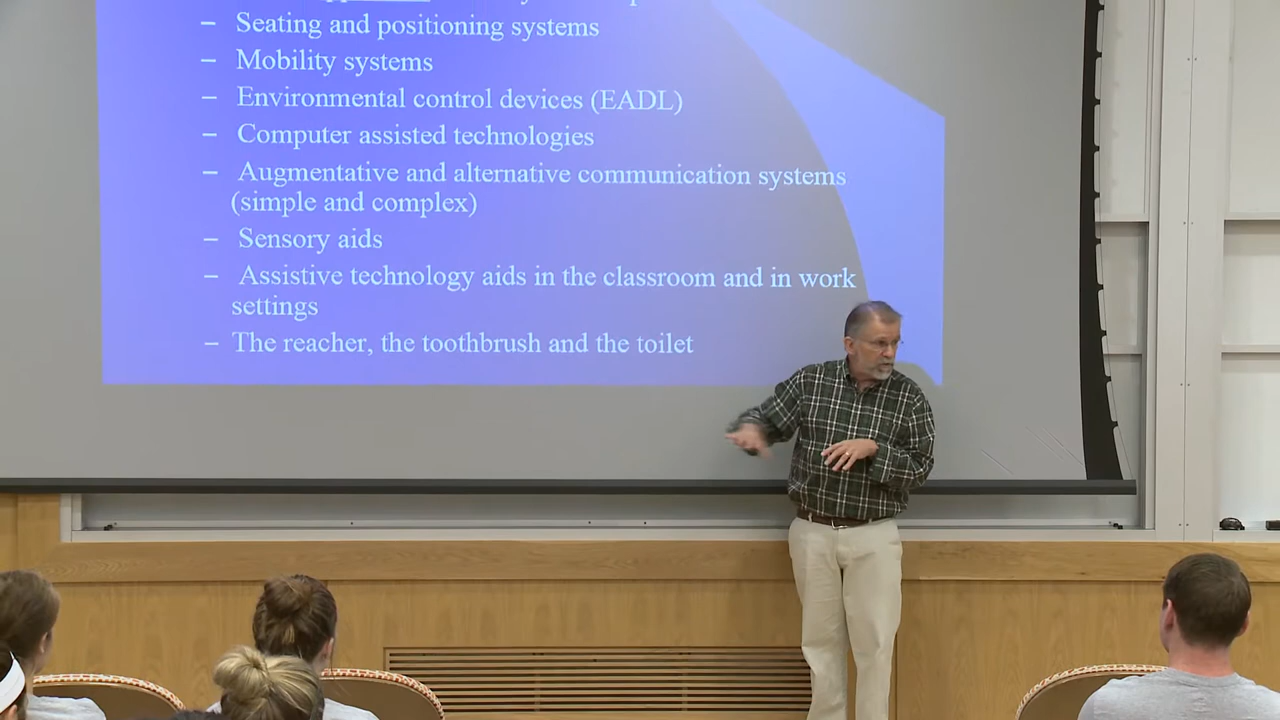 – Seating and positioning systems
– Mobility systems
– Environmental control devices (EADL)
– Computer assisted technologies
– Augmentative and alternative communication systems
(simple and complex)
– Sensory aids
– Assistive technology aids in the classroom and in work
settings
– The reacher, the toothbrush and the toilet